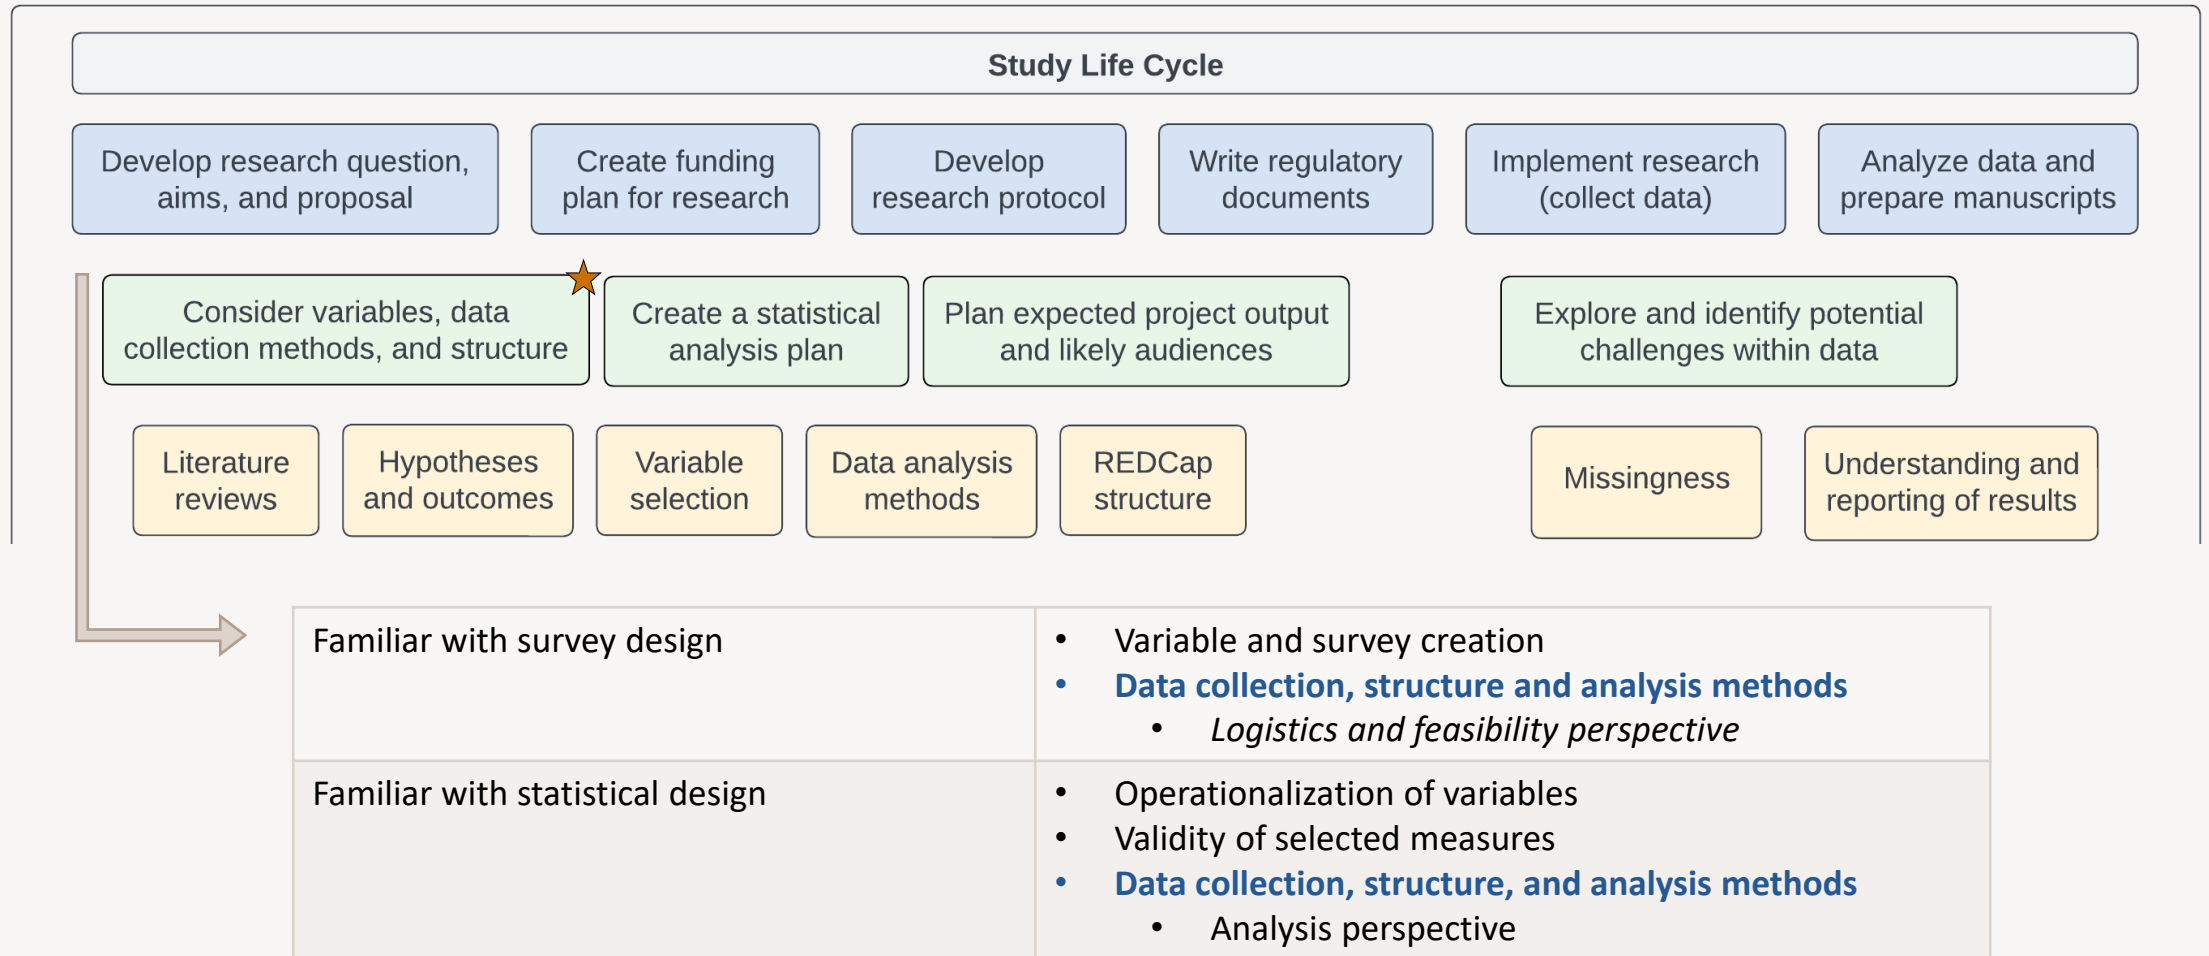 Study Life Cycle
Develop research question,
aims, and proposal
Create funding
plan for research
Develop
research protocol
Write regulatory
documents
Implement research
(collect data)
Analyze data and
prepare manuscripts
Consider variables, data
collection methods, and structure
Create a statistical
analysis plan
Plan expected project output
and likely audiences
Explore and identify potential
challenges within data
Literature
reviews
Hypotheses
and outcomes
Variable
selection
Data analysis
methods
REDCap
structure
Missingness
Understanding and
reporting of results
Familiar with survey design
• Variable and survey creation
• Data collection, structure and analysis methods
• Logistics and feasibility perspective
Familiar with statistical design
• Operationalization of variables
• Validity of selected measures
• Data collection, structure, and analysis methods
• Analysis perspective